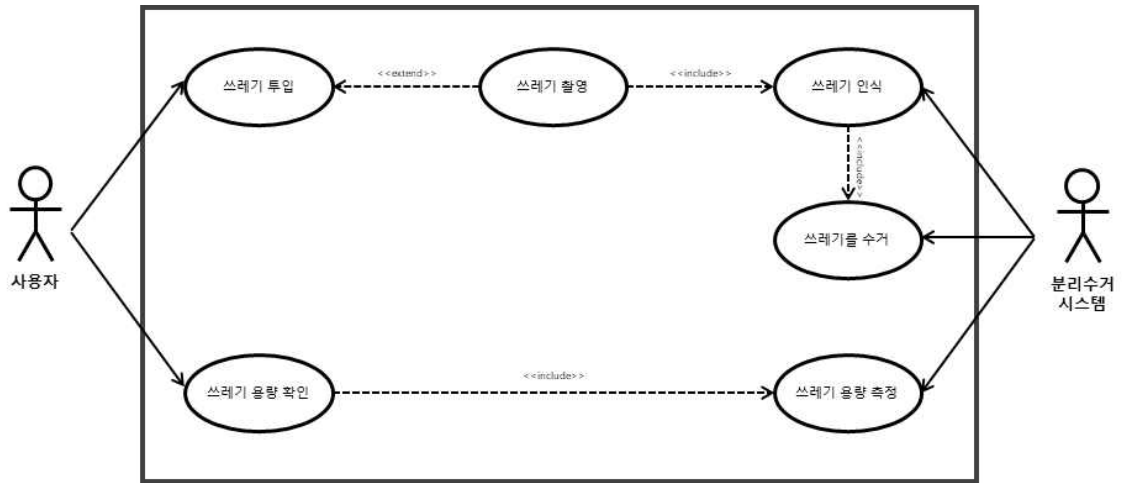 쓰레기 투입
<<extend>>
쓰레기 촬영
<<include>>
쓰레기 인식
<<include>>
쓰레기를 수거
사용자
분리수거
시스템
쓰레기 용량 확인
<<include>>
쓰레기 용량 측정